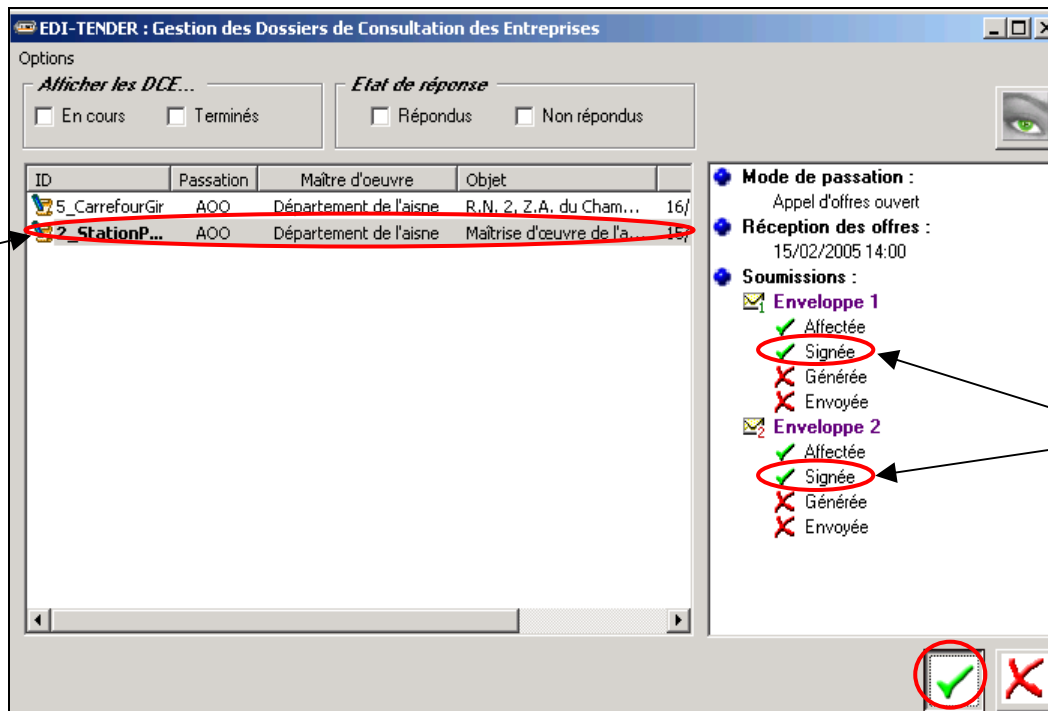 EDI-TENDER : Gestion des Dossiers de Consultation des Entreprises
Options
Afficher les DCE...
Etat de réponse
En cours
Terminés
Répondus
Non répondus
ID Passation Maître d'oeuvre Objet
5_CarrefourGir AOO Département de l'aisne R.N. 2, Z.A. du Cham... 16/
2_StationP... AOO Département de l'aisne Maîtrise d'œuvre de l'a... 15/
Mode de passation :
Appel d'offres ouvert
Réception des offres :
15/02/2005 14:00
Soumissions :
1 Enveloppe 1
Affectée
Signée
Générée
Envoyée
2 Enveloppe 2
Affectée
Signée
Générée
Envoyée